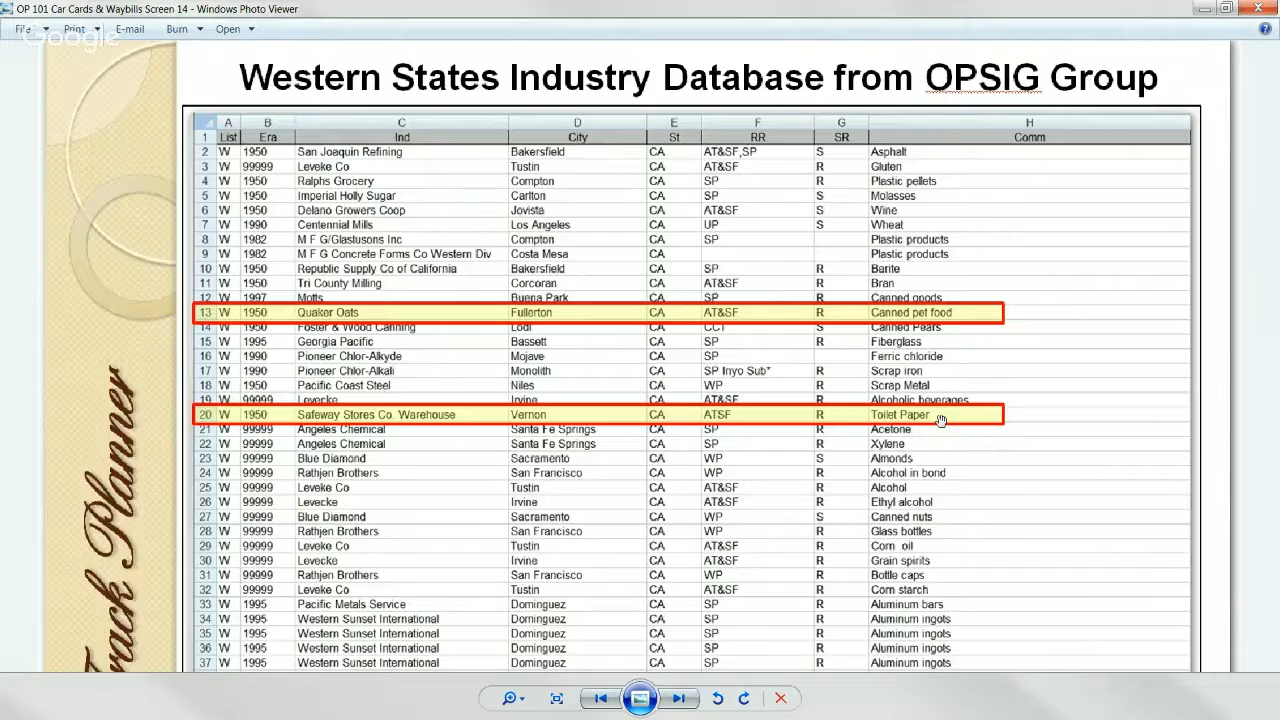 OP 101 Car Cards & Waybills Screen 14 - Windows Photo Viewer
File Print E-mail Burn Open
Google
Western States Industry Database from OPSIG Group
A B C D E F G H
1 List Era Ind City St RR SR Comm
2 W 1950 San Joaquin Refining Bakersfield CA AT&SF,SP S Asphalt
3 W 99999 Leveke Co Tustin CA AT&SF R Gluten
4 W 1950 Ralphs Grocery Compton CA SP R Plastic pellets
5 W 1950 Imperial Holly Sugar Carlton CA SP S Molasses
6 W 1950 Delano Growers Coop Jovista CA AT&SF S Wine
7 W 1990 Centennial Mills Los Angeles CA UP S Wheat
8 W 1982 M F G/Glastusons Inc Compton CA SP Plastic products
9 W 1982 M F G Concrete Forms Co Western Div Costa Mesa CA Plastic products
10 W 1950 Republic Supply Co of California Bakersfield CA SP R Barite
11 W 1950 Tri County Milling Corcoran CA AT&SF R Bran
12 W 1997 Motts Buena Park CA SP R Canned goods
13 W 1950 Quaker Oats Fullerton CA AT&SF R Canned pet food
14 W 1950 Foster & Wood Canning Lodi CA CCT S Canned Pears
15 W 1995 Georgia Pacific Bassett CA SP R Fiberglass
16 W 1990 Pioneer Chlor-Alkyde Mojave CA SP Ferric chloride
17 W 1990 Pioneer Chlor-Alkali Monolith CA SP Inyo Sub* R Scrap iron
18 W 1950 Pacific Coast Steel Niles CA WP R Scrap Metal
19 W 99999 Levecke Irvine CA AT&SF R Alcoholic beverages
20 W 1950 Safeway Stores Co. Warehouse Vernon CA ATSF R Toilet Paper
21 W 99999 Angeles Chemical Santa Fe Springs CA SP R Acetone
22 W 99999 Angeles Chemical Santa Fe Springs CA SP R Xylene
23 W 99999 Blue Diamond Sacramento CA WP S Almonds
24 W 99999 Rathjen Brothers San Francisco CA WP R Alcohol in bond
25 W 99999 Leveke Co Tustin CA AT&SF R Alcohol
26 W 99999 Levecke Irvine CA AT&SF R Ethyl alcohol
27 W 99999 Blue Diamond Sacramento CA WP S Canned nuts
28 W 99999 Rathjen Brothers San Francisco CA WP R Glass bottles
29 W 99999 Leveke Co Tustin CA AT&SF R Corn oil
30 W 99999 Levecke Irvine CA AT&SF R Grain spirits
31 W 99999 Rathjen Brothers San Francisco CA WP R Bottle caps
32 W 99999 Leveke Co Tustin CA AT&SF R Corn starch
33 W 1995 Pacific Metals Service Dominguez CA SP R Aluminum bars
34 W 1995 Western Sunset International Dominguez CA SP R Aluminum ingots
35 W 1995 Western Sunset International Dominguez CA SP R Aluminum ingots
36 W 1995 Western Sunset International Dominguez CA SP R Aluminum ingots
37 W 1995 Western Sunset International Dominguez CA SP R Aluminum ingots
Track Planner